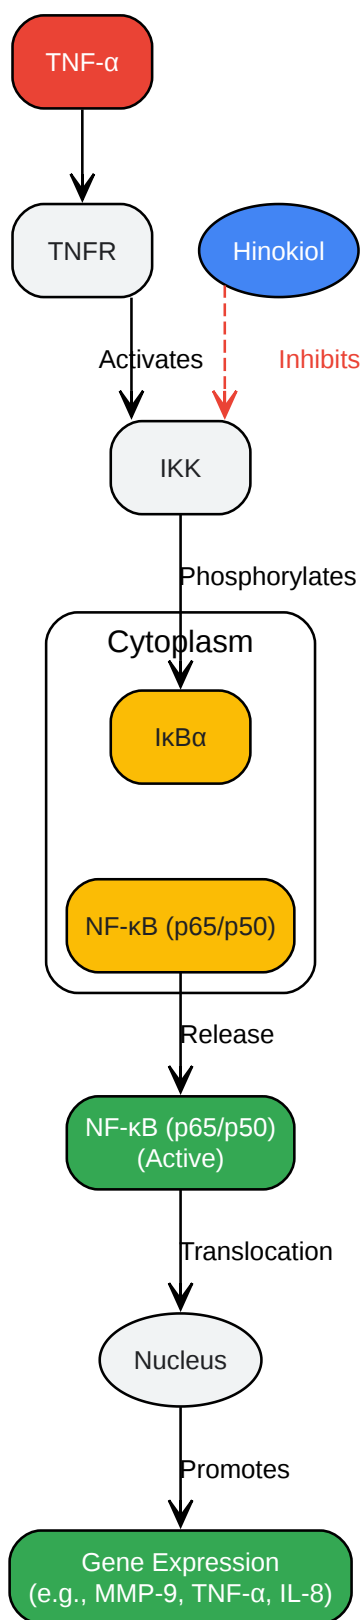 TNF-α
TNFR
Hinokiol
Activates
Inhibits
IKK
Phosphorylates
Cytoplasm
IκBα
NF-κB (p65/p50)
Release
NF-κB (p65/p50)
(Active)
Translocation
Nucleus
Promotes
Gene Expression
(e.g., MMP-9, TNF-α, IL-8)